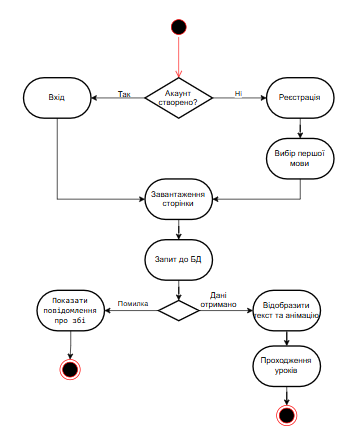 Акаунт
створено?
Так
Ні
Вхід
Реєстрація
Вибір першої
мови
Завантаження
сторінки
Запит до БД
Помилка
Дані
отримано
Показати
повідомлення
про збі
Відобразити
текст та анімацію
Проходження
уроків